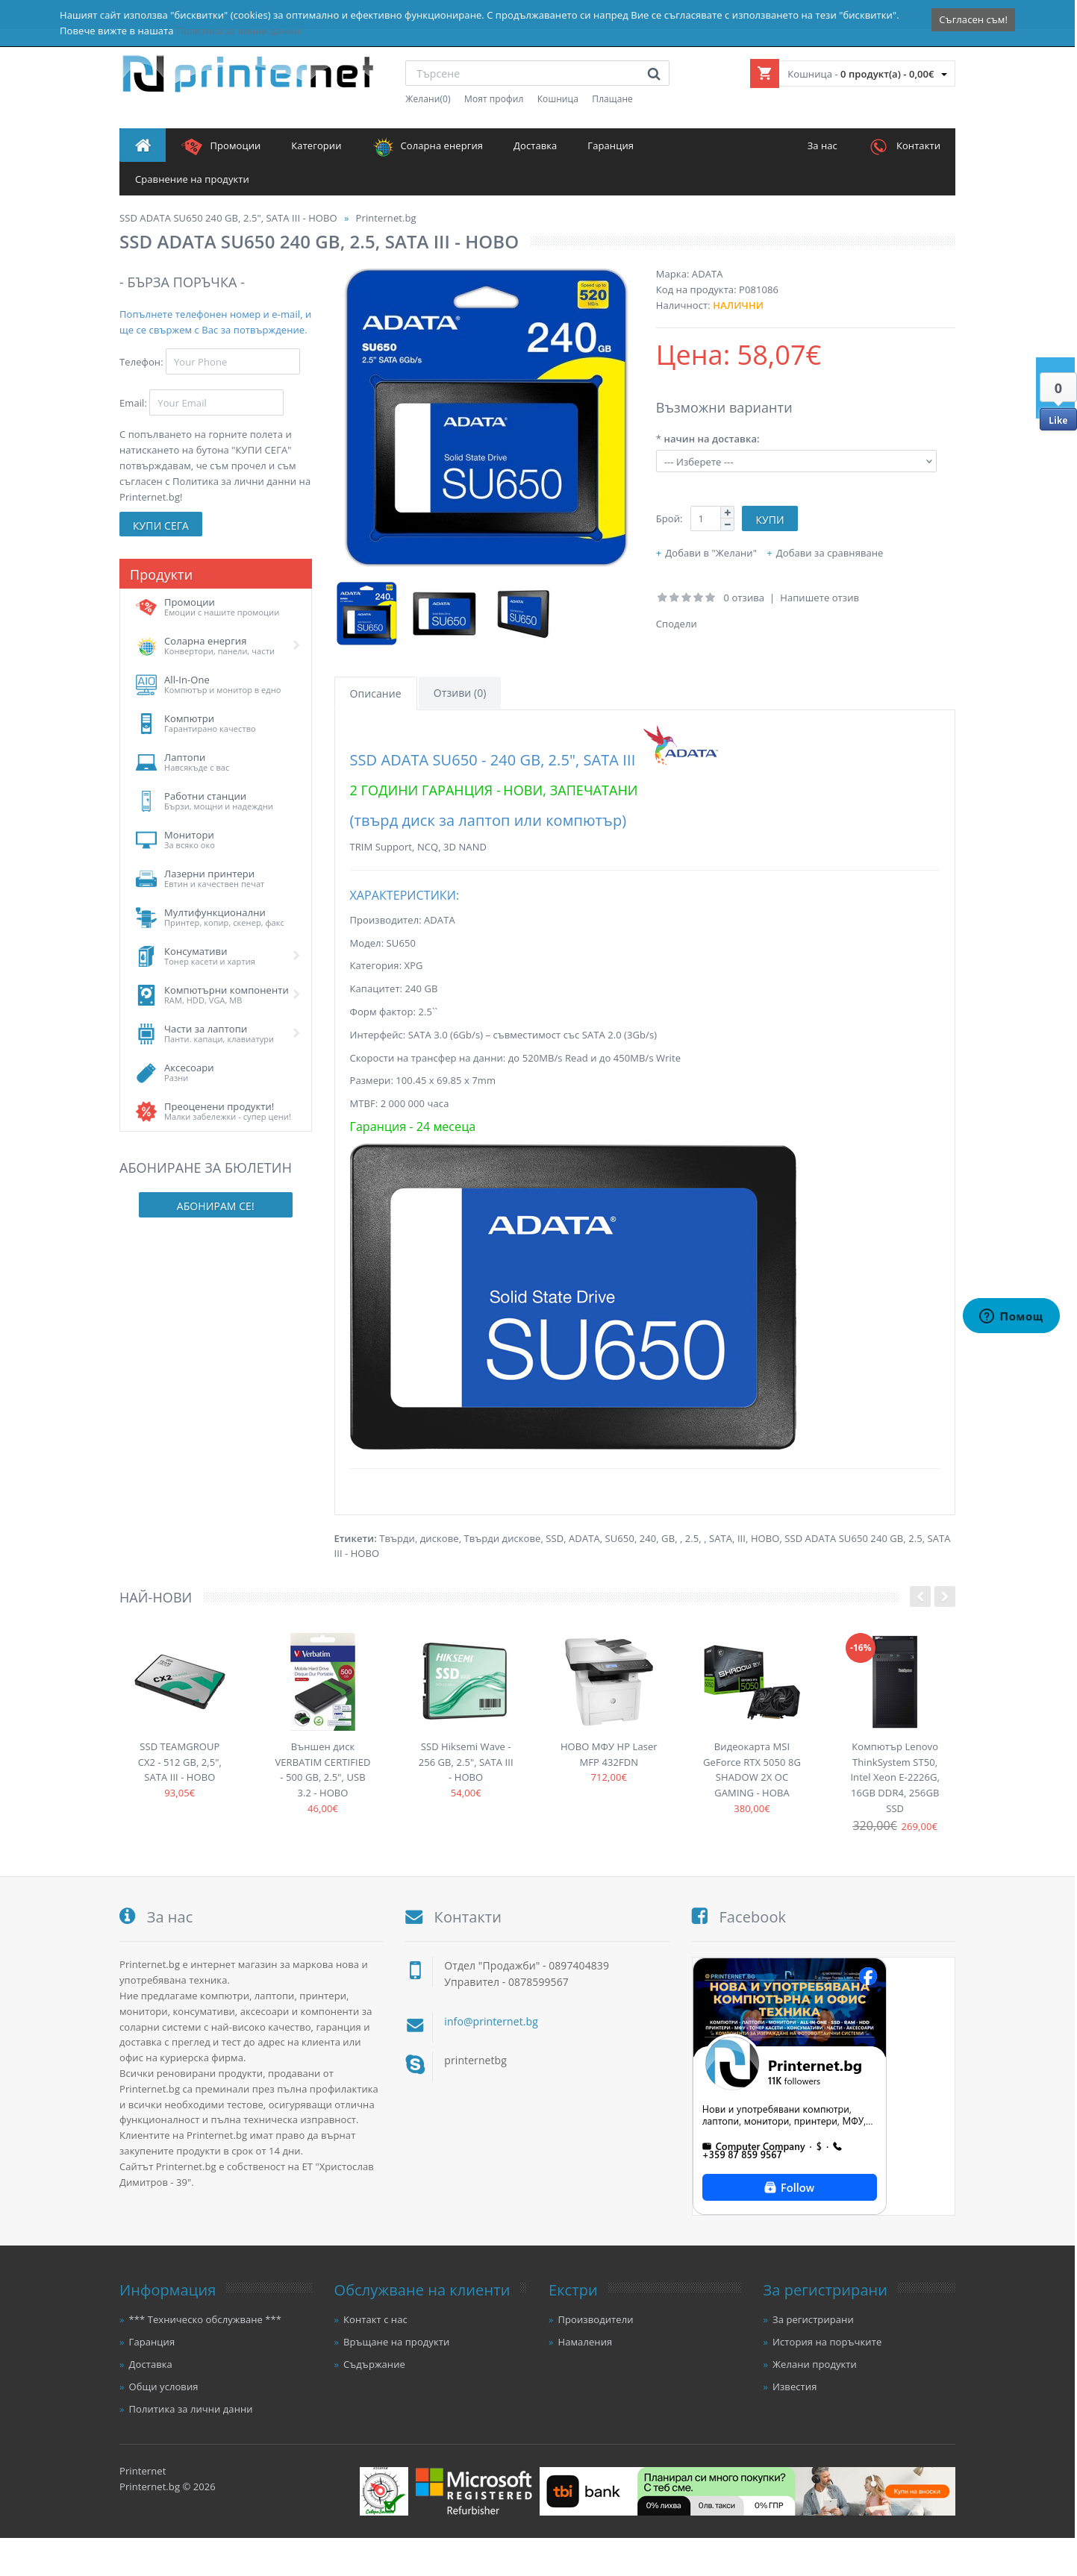 Нашият сайт използва "бисквитки" (cookies) за оптимално и ефективно функциониране. С продължаването си напред Вие се съгласявате с използването на тези "бисквитки".
Повече вижте в нашата
Съгласен съм!
printernet
Търсене
Желани(0) Моят профил Кошница Плащане
Кошница - 0 продукт(а) - 0,00€
Промоции Категории Соларна енергия Доставка Гаранция За нас Контакти
Сравнение на продукти
SSD ADATA SU650 240 GB, 2.5", SATA III - НОВО » Printernet.bg
SSD ADATA SU650 240 GB, 2.5, SATA III - НОВО
- БЪРЗА ПОРЪЧКА -
Попълнете телефонен номер и e-mail, и
ще се свържем с Вас за потвърждение.
Телефон: Your Phone
Email: Your Email
С попълването на горните полета и
натискането на бутона "КУПИ СЕГА"
потвърждавам, че съм прочел и съм
съгласен с Политика за лични данни на
Printernet.bg!
КУПИ СЕГА
Продукти
Промоции
Емоции с нашите промоции
Соларна енергия
Конвертори, панели, части
All-In-One
Компютър и монитор в едно
Компютри
Гарантирано качество
Лаптопи
Навсякъде с вас
Работни станции
Бързи, мощни и надеждни
Монитори
За всяко око
Лазерни принтери
Евтин и качествен печат
Мултифункционални
Принтер, копир, скенер, факс
Консумативи
Тонер касети и хартия
Компютърни компоненти
RAM, HDD, VGA, MB
Части за лаптопи
Панти. капаци, клавиатури
Аксесоари
Разни
Преоценени продукти!
Малки забележки - супер цени!
АБОНИРАНЕ ЗА БЮЛЕТИН
АБОНИРАМ СЕ!
Speed up to
520
MB/s
ADATA
SU650
2.5" SATA 6Gb/s
240GB
ADATA
Solid State Drive
SU650
Марка: ADATA
Код на продукта: P081086
Наличност: НАЛИЧНИ
Цена: 58,07€
Възможни варианти
* начин на доставка:
--- Изберете ---
Брой: 1 КУПИ
+ Добави в "Желани" + Добави за сравняване
0 отзива | Напишете отзив
Сподели
0
Like
Описание Отзиви (0)
SSD ADATA SU650 - 240 GB, 2.5", SATA III ADATA
2 ГОДИНИ ГАРАНЦИЯ - НОВИ, ЗАПЕЧАТАНИ
(твърд диск за лаптоп или компютър)
TRIM Support, NCQ, 3D NAND
ХАРАКТЕРИСТИКИ:
Производител: ADATA
Модел: SU650
Категория: XPG
Капацитет: 240 GB
Форм фактор: 2.5``
Интерфейс: SATA 3.0 (6Gb/s) – съвместимост със SATA 2.0 (3Gb/s)
Скорости на трансфер на данни: до 520MB/s Read и до 450MB/s Write
Размери: 100.45 x 69.85 x 7mm
MTBF: 2 000 000 часа
Гаранция - 24 месеца
ADATA
Solid State Drive
SU650
Помощ
Етикети: Твърди, дискове, Твърди дискове, SSD, ADATA, SU650, 240, GB, , 2.5, , SATA, III, НОВО, SSD ADATA SU650 240 GB, 2.5, SATA
III - НОВО
НАЙ-НОВИ
SSD TEAMGROUP
CX2 - 512 GB, 2,5",
SATA III - НОВО
93,05€
Външен диск
VERBATIM CERTIFIED
- 500 GB, 2.5", USB
3.2 - НОВО
46,00€
SSD Hiksemi Wave -
256 GB, 2.5", SATA III
- НОВО
54,00€
НОВО МФУ HP Laser
MFP 432FDN
712,00€
Видеокарта MSI
GeForce RTX 5050 8G
SHADOW 2X OC
GAMING - НОВА
380,00€
-16%
Компютър Lenovo
ThinkSystem ST50,
Intel Xeon E-2226G,
16GB DDR4, 256GB
SSD
320,00€ 269,00€
За нас
Printernet.bg е интернет магазин за маркова нова и
употребявана техника.
Ние предлагаме компютри, лаптопи, принтери,
монитори, консумативи, аксесоари и компоненти за
соларни системи с най-високо качество, гаранция и
доставка с преглед и тест до адрес на клиента или
офис на куриерска фирма.
Всички реновирани продукти, продавани от
Printernet.bg са преминали през пълна профилактика
и всички необходими тестове, осигуряващи отлична
функционалност и пълна техническа изправност.
Клиентите на Printernet.bg имат право да върнат
закупените продукти в срок от 14 дни.
Сайтът Printernet.bg е собственост на ЕТ "Христослав
Димитров - 39".
Контакти
Отдел "Продажби" - 0897404839
Управител - 0878599567
info@printernet.bg
printernetbg
Facebook
PRINTERNET.BG
НОВА И УПОТРЕБЯВАНА
КОМПЮТЪРНА И ОФИС
ТЕХНИКА
Printernet.bg
11K followers
Нови и употребявани компютри,
лаптопи, монитори, принтери, МФУ,...
Computer Company · $ ·
+359 87 859 9567
Follow
Информация
» *** Техническо обслужване ***
» Гаранция
» Доставка
» Общи условия
» Политика за лични данни
Обслужване на клиенти
» Контакт с нас
» Връщане на продукти
» Съдържание
Екстри
» Производители
» Намаления
За регистрирани
» За регистрирани
» История на поръчките
» Желани продукти
» Известия
Printernet
Printernet.bg © 2026
Microsoft
REGISTERED
Refurbisher
tbi bank
Планирал си много покупки?
С теб сме.
0% лихва 0лв. такси 0% ГПР
Купи на вноски